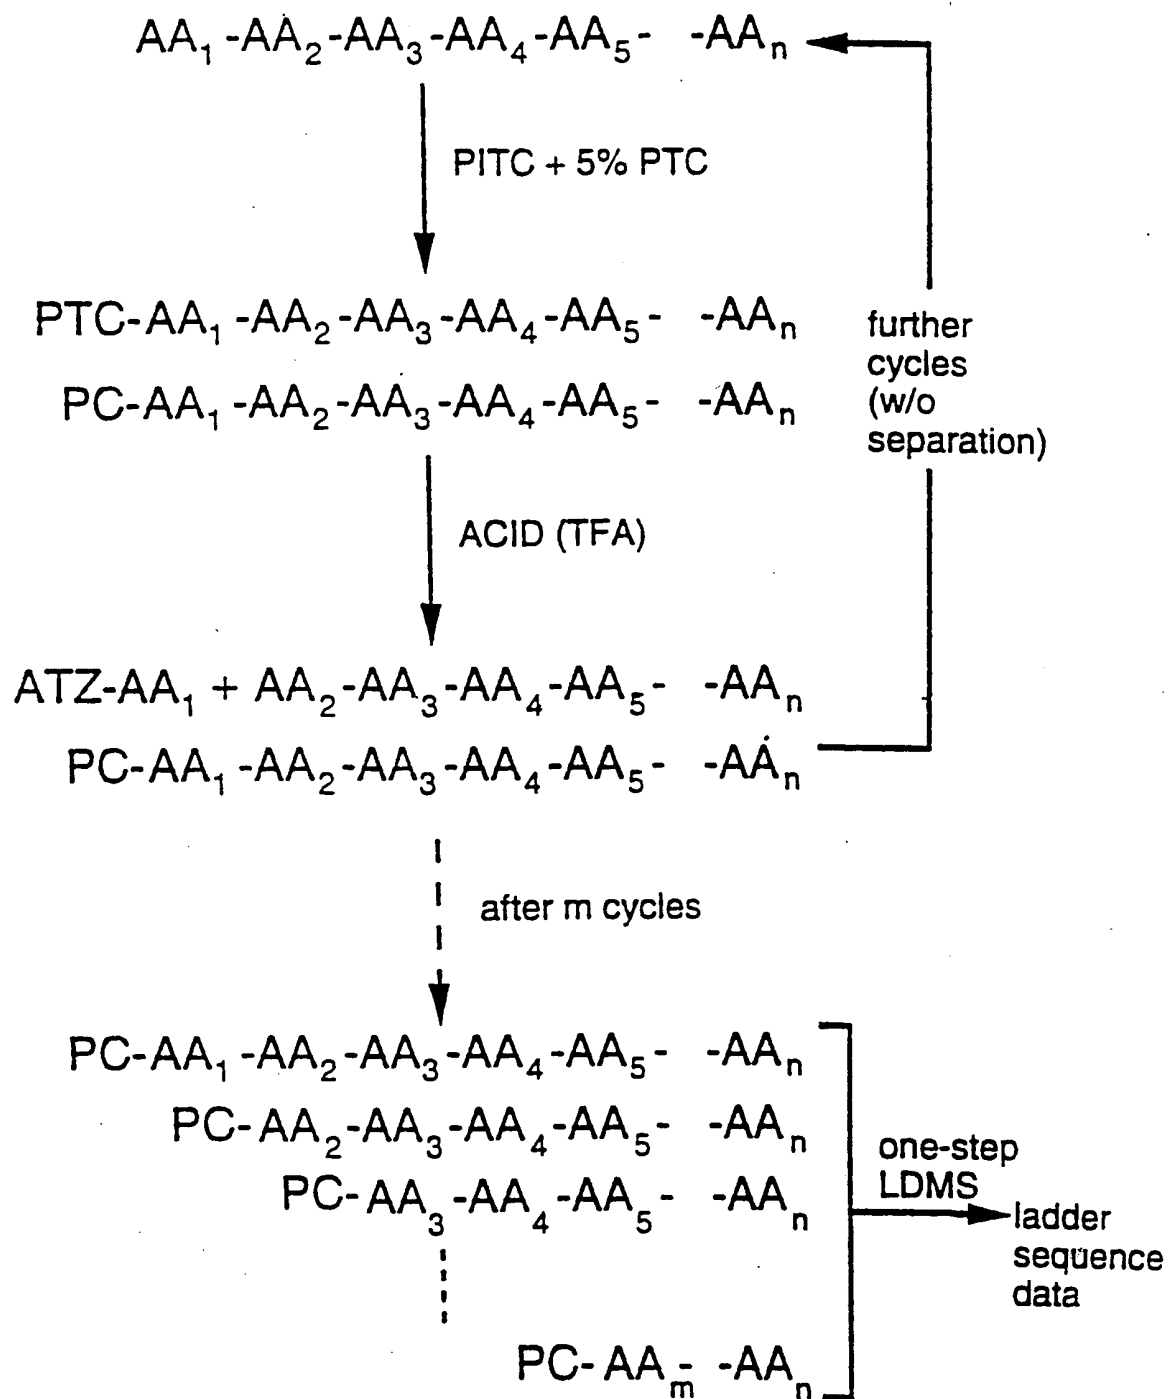 AA1 -AA2-AA3-AA4-AA5- -AAn
PITC + 5% PTC
PTC-AA1 -AA2-AA3-AA4-AA5- -AAn
PC-AA1 -AA2-AA3-AA4-AA5- -AAn
further
cycles
(w/o
separation)
ACID (TFA)
ATZ-AA1 + AA2-AA3-AA4-AA5- -AAn
PC-AA1 -AA2-AA3-AA4-AA5- -AAn
after m cycles
PC-AA1 -AA2-AA3-AA4-AA5- -AAn
PC-AA2-AA3-AA4-AA5- -AAn
PC-AA3-AA4-AA5- -AAn
PC-AAm- -AAn
one-step
LDMS
ladder
sequence
data